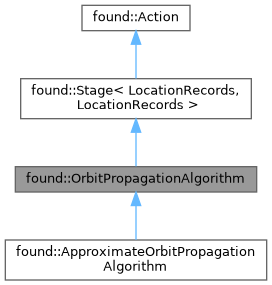 found::Action
found::Stage< LocationRecords,
LocationRecords >
found::OrbitPropagationAlgorithm
found::ApproximateOrbitPropagation
Algorithm